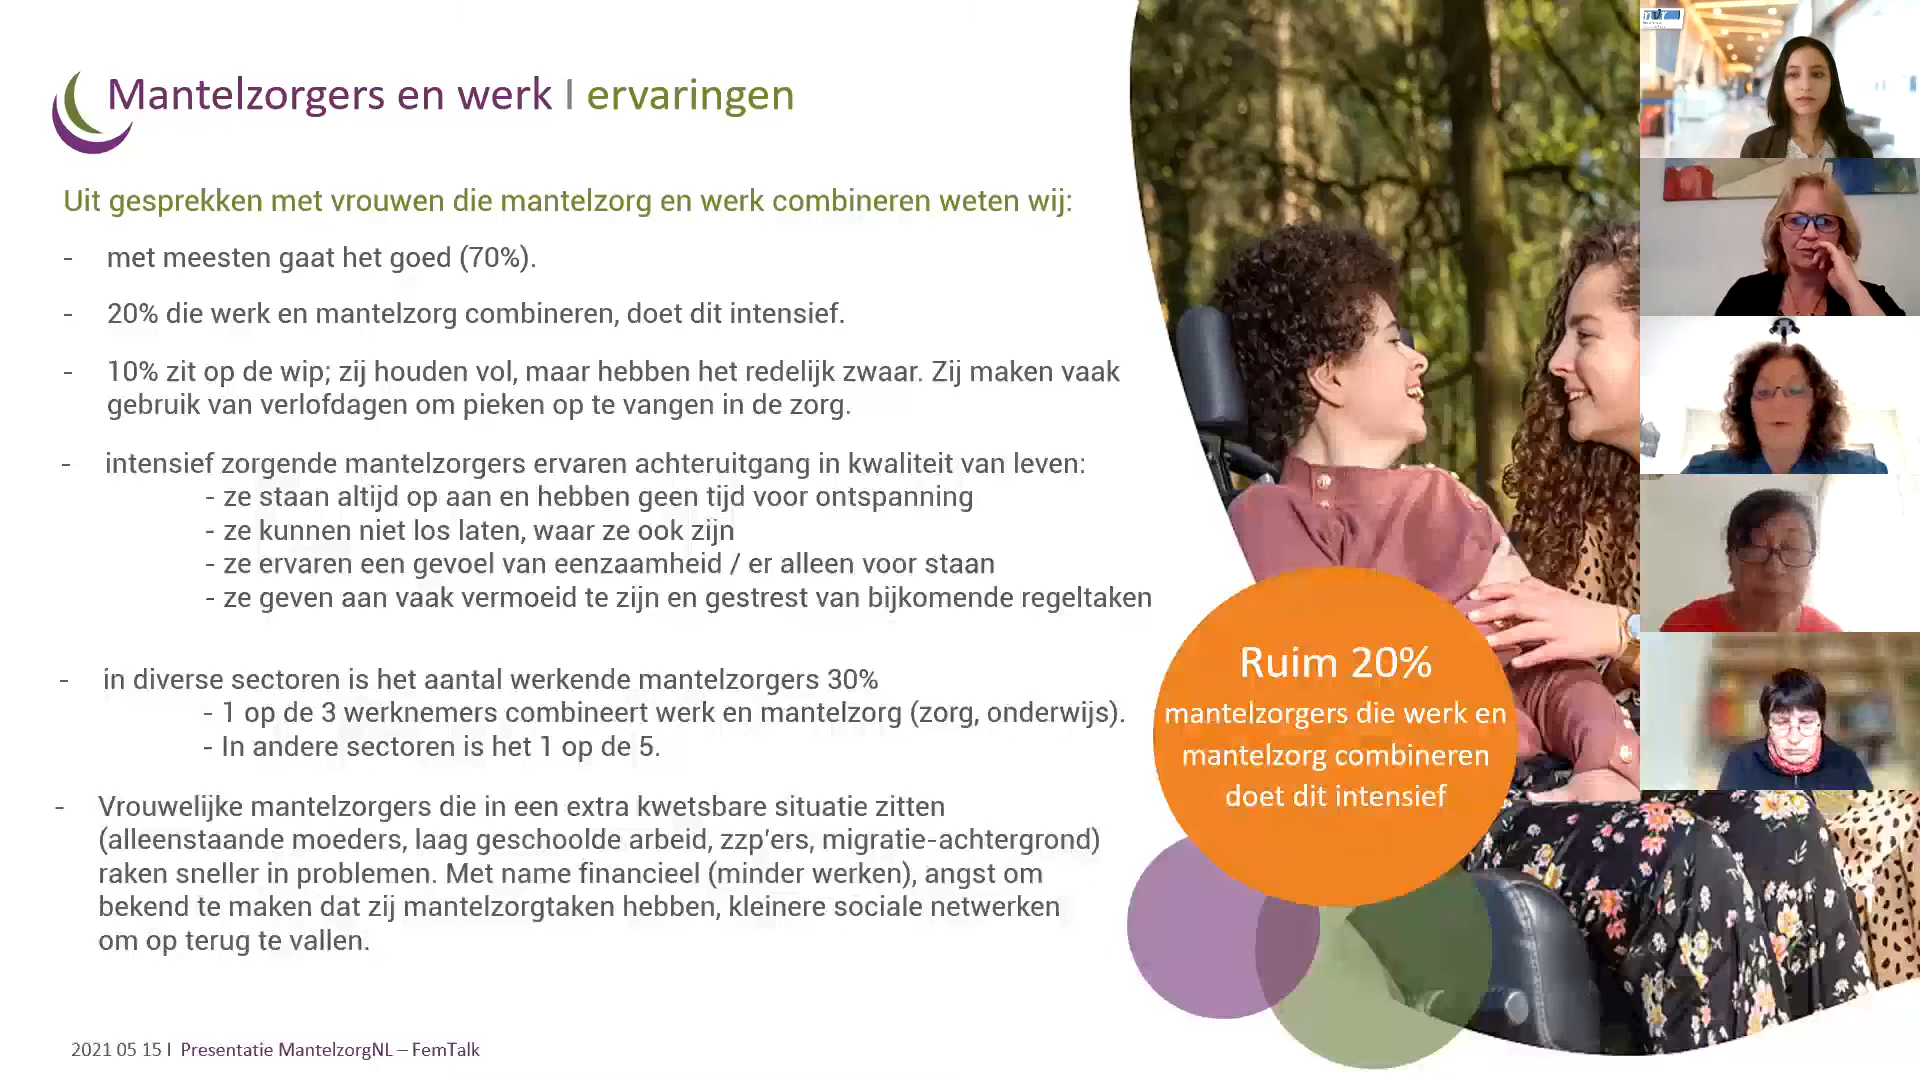 Mantelzorgers en werk I ervaringen
Uit gesprekken met vrouwen die mantelzorg en werk combineren weten wij:
- met meesten gaat het goed (70%).
- 20% die werk en mantelzorg combineren, doet dit intensief.
- 10% zit op de wip; zij houden vol, maar hebben het redelijk zwaar. Zij maken vaak
gebruik van verlofdagen om pieken op te vangen in de zorg.
- intensief zorgende mantelzorgers ervaren achteruitgang in kwaliteit van leven:
- ze staan altijd op aan en hebben geen tijd voor ontspanning
- ze kunnen niet los laten, waar ze ook zijn
- ze ervaren een gevoel van eenzaamheid / er alleen voor staan
- ze geven aan vaak vermoeid te zijn en gestrest van bijkomende regeltaken
- in diverse sectoren is het aantal werkende mantelzorgers 30%
- 1 op de 3 werknemers combineert werk en mantelzorg (zorg, onderwijs).
- In andere sectoren is het 1 op de 5.
- Vrouwelijke mantelzorgers die in een extra kwetsbare situatie zitten
(alleenstaande moeders, laag geschoolde arbeid, zzp'ers, migratie-achtergrond)
raken sneller in problemen. Met name financieel (minder werken), angst om
bekend te maken dat zij mantelzorgtaken hebben, kleinere sociale netwerken
om op terug te vallen.
Ruim 20%
mantelzorgers die werk en
mantelzorg combineren
doet dit intensief
2021 05 15 I Presentatie MantelzorgNL – FemTalk